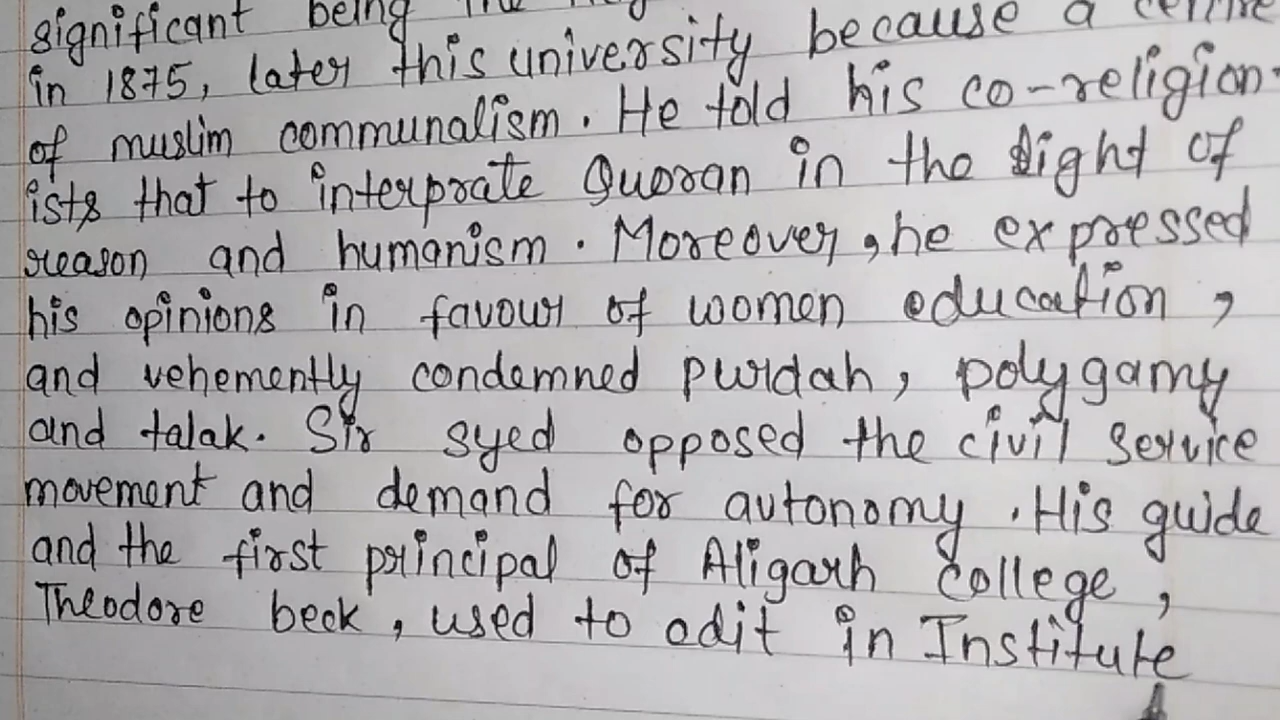 significant being the
in 1875, later this university because a centre
of muslim communalism. He told his co-religion-
ists that to interprate Quoran in the light of
reason and humanism. Moreover, he expressed
his opinions in favour of women education,
and vehemently condemned purdah, polygamy
and talak. Sir syed opposed the civil service
movement and demand for autonomy. His guide
and the first principal of Aligarh College,
Theodore beck, used to edit in Institute